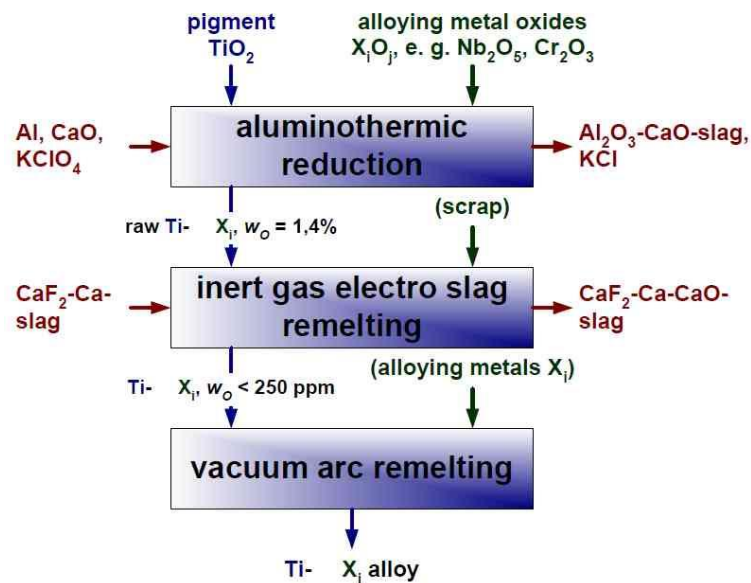 pigment
TiO2
alloying metal oxides
XiOj, e. g. Nb2O5, Cr2O3
Al, CaO,
KClO4
aluminothermic
reduction
Al2O3-CaO-slag,
KCl
raw Ti- Xi, wO = 1,4%
(scrap)
CaF2-Ca-
slag
inert gas electro slag
remelting
CaF2-Ca-CaO-
slag
Ti- Xi, wO < 250 ppm
(alloying metals Xi)
vacuum arc remelting
Ti- Xi alloy